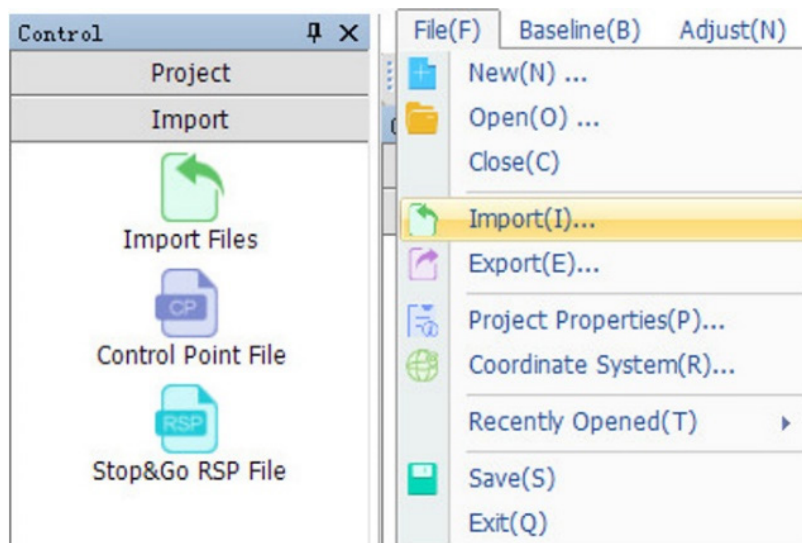 Control
Project
Import
Import Files
CP
Control Point File
RSP
Stop&Go RSP File
File(F) Baseline(B) Adjust(N)
New(N) ...
Open(O) ...
Close(C)
Import(I)...
Export(E)...
Project Properties(P)...
Coordinate System(R)...
Recently Opened(T)
Save(S)
Exit(Q)